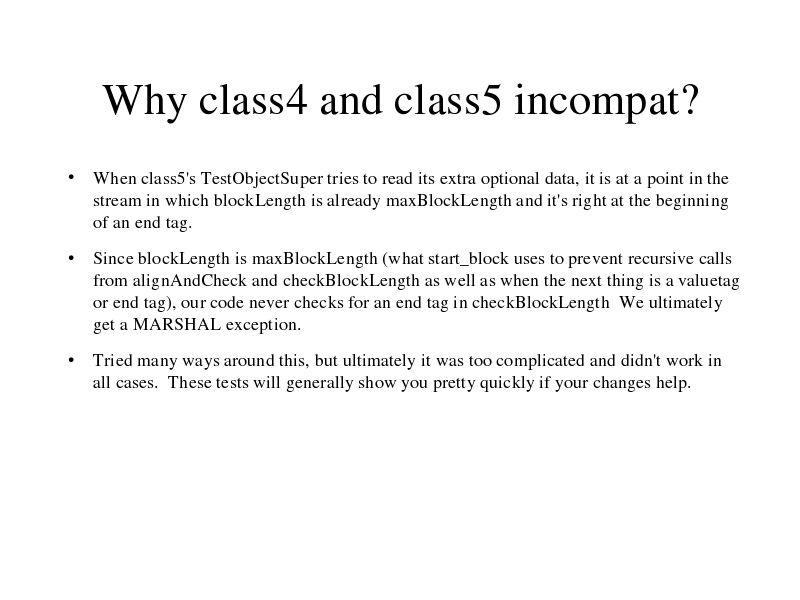 Why class4 and class5 incompat?
• When class5's TestObjectSuper tries to read its extra optional data, it is at a point in the
stream in which blockLength is already maxBlockLength and it's right at the beginning
of an end tag.
• Since blockLength is maxBlockLength (what start_block uses to prevent recursive calls
from alignAndCheck and checkBlockLength as well as when the next thing is a valuetag
or end tag), our code never checks for an end tag in checkBlockLength  We ultimately
get a MARSHAL exception.
• Tried many ways around this, but ultimately it was too complicated and didn't work in
all cases.  These tests will generally show you pretty quickly if your changes help.